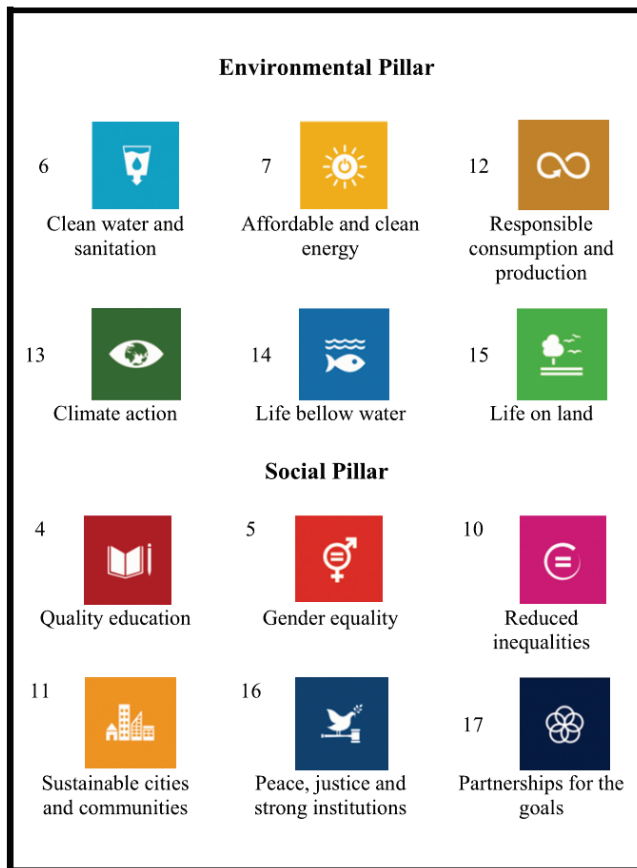 Environmental Pillar
6
7
12
Clean water and
sanitation
Affordable and clean
energy
Responsible
consumption and
production
13
14
15
Climate action
Life bellow water
Life on land
Social Pillar
4
5
10
Quality education
Gender equality
Reduced
inequalities
11
16
17
Sustainable cities
and communities
Peace, justice and
strong institutions
Partnerships for the
goals